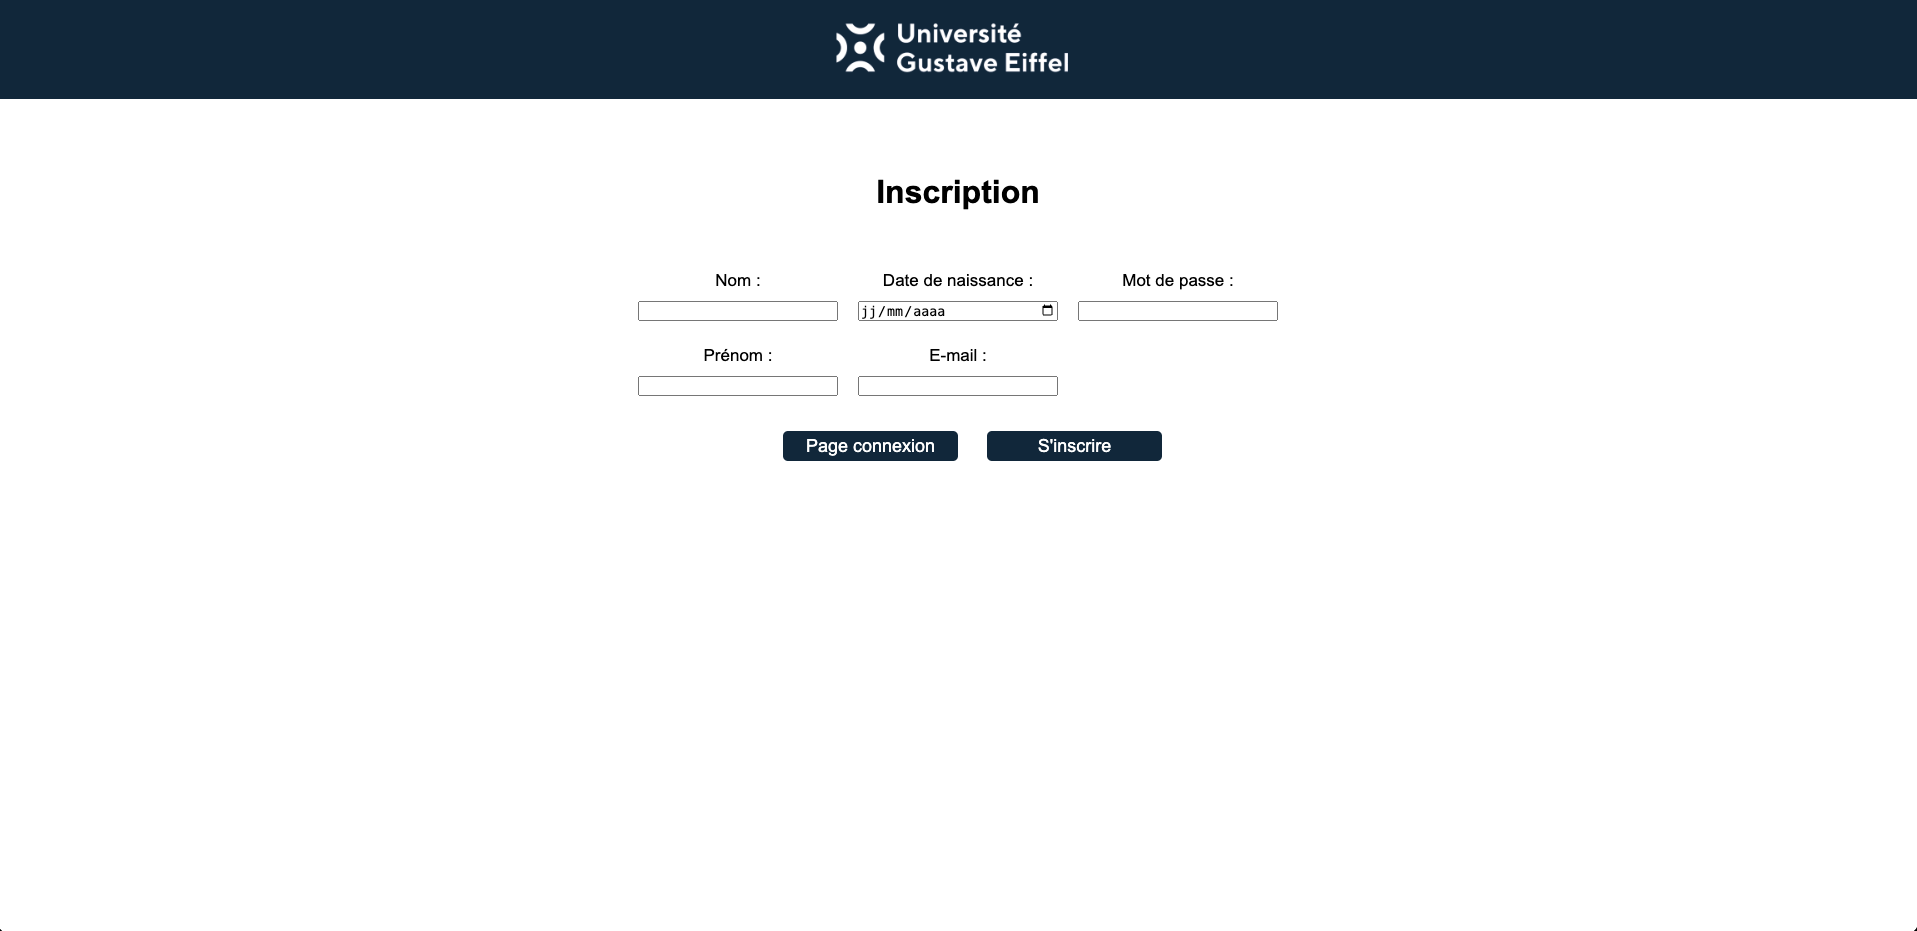 Université
Gustave Eiffel
Inscription
Nom :
Date de naissance :
Mot de passe :
jj/mm/aaaa
Prénom :
E-mail :
Page connexion
S'inscrire